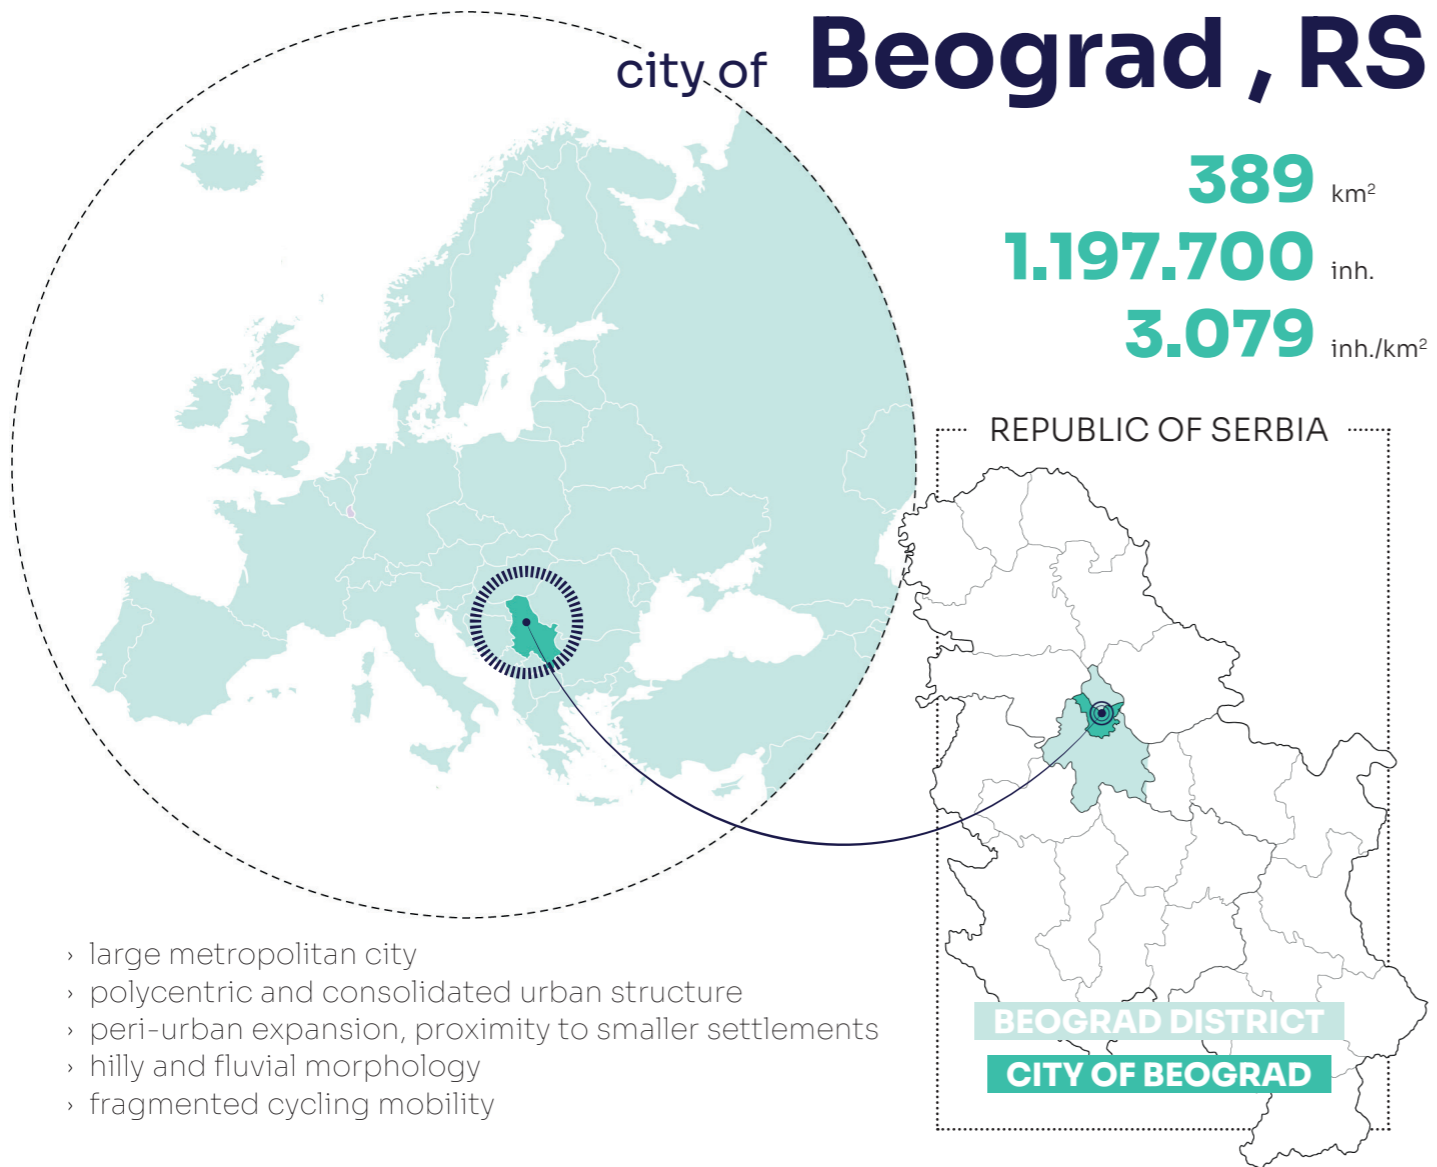 city of Beograd , RS
389 km²
1.197.700 inh.
3.079 inh./km²
REPUBLIC OF SERBIA
BEOGRAD DISTRICT
CITY OF BEOGRAD
› large metropolitan city
› polycentric and consolidated urban structure
› peri-urban expansion, proximity to smaller settlements
› hilly and fluvial morphology
› fragmented cycling mobility